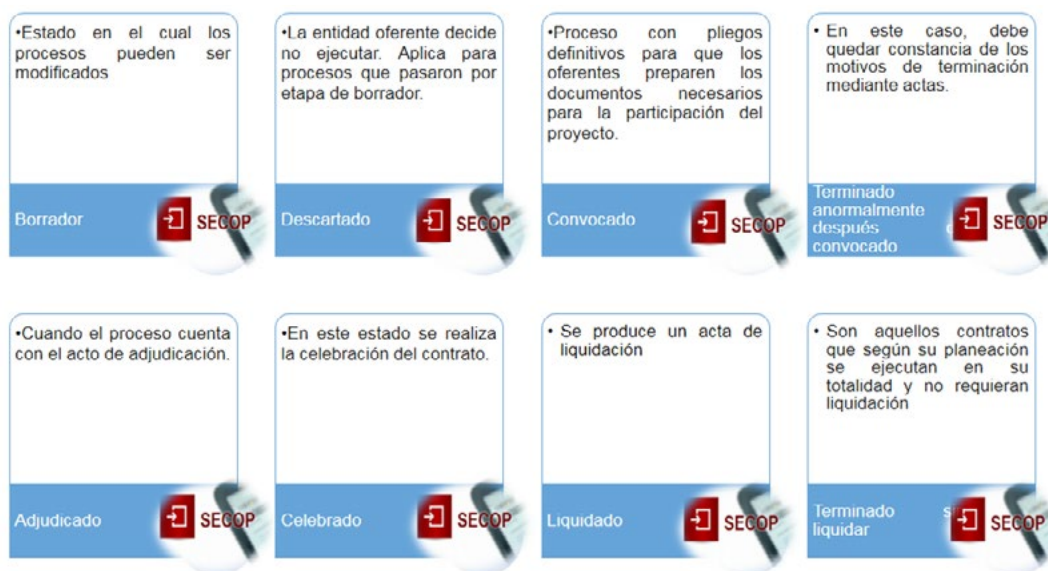 •Estado en el cual los
procesos pueden ser
modificados
Borrador
SECOP
•La entidad oferente decide
no ejecutar. Aplica para
procesos que pasaron por
etapa de borrador.
Descartado
SECOP
•Proceso con pliegos
definitivos para que los
oferentes preparen los
documentos necesarios
para la participación del
proyecto.
Convocado
SECOP
• En este caso, debe
quedar constancia de los
motivos de terminación
mediante actas.
Terminado
anormalmente
después
convocado
SECOP
•Cuando el proceso cuenta
con el acto de adjudicación.
Adjudicado
SECOP
•En este estado se realiza
la celebración del contrato.
Celebrado
SECOP
• Se produce un acta de
liquidación
Liquidado
SECOP
• Son aquellos contratos
que según su planeación
se ejecutan en su
totalidad y no requieran
liquidación
Terminado
liquidar
SECOP